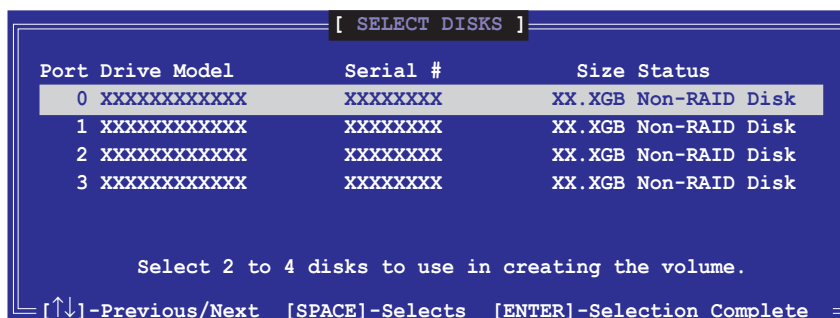 [ SELECT DISKS ]
Port Drive Model Serial # Size Status
0 XXXXXXXXXXXX XXXXXXXX XX.XGB Non-RAID Disk
1 XXXXXXXXXXXX XXXXXXXX XX.XGB Non-RAID Disk
2 XXXXXXXXXXXX XXXXXXXX XX.XGB Non-RAID Disk
3 XXXXXXXXXXXX XXXXXXXX XX.XGB Non-RAID Disk
Select 2 to 4 disks to use in creating the volume.
[↑↓]-Previous/Next [SPACE]-Selects [ENTER]-Selection Complete